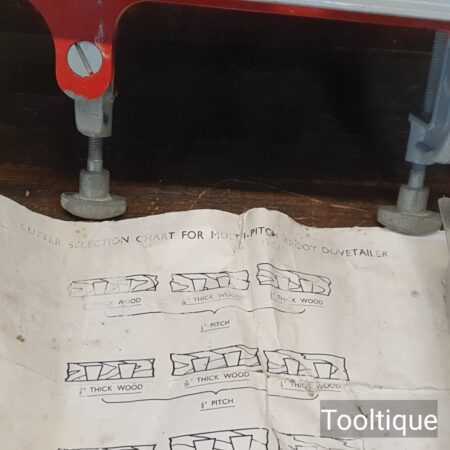 CUTTER SELECTION CHART FOR MULTI-PITCH DOVETAILER
WOOD THICK WOOD THICK WOOD
PITCH
THICK WOOD THICK WOOD THICK WOOD
PITCH
Tooltique